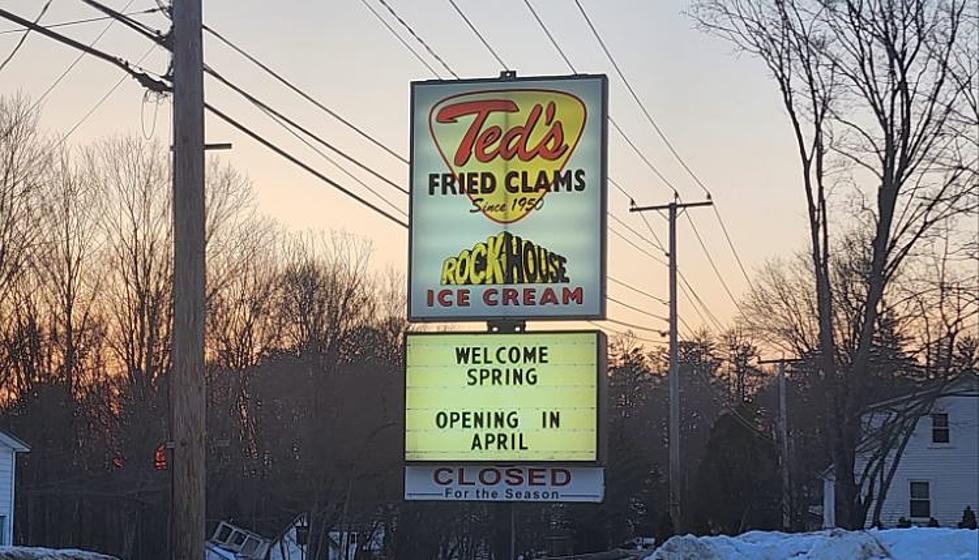 Ted's
FRIED CLAMS
Since 1950
ROCKHOUSE
ICE CREAM
WELCOME
SPRING
OPENING IN
APRIL
CLOSED
For the Season